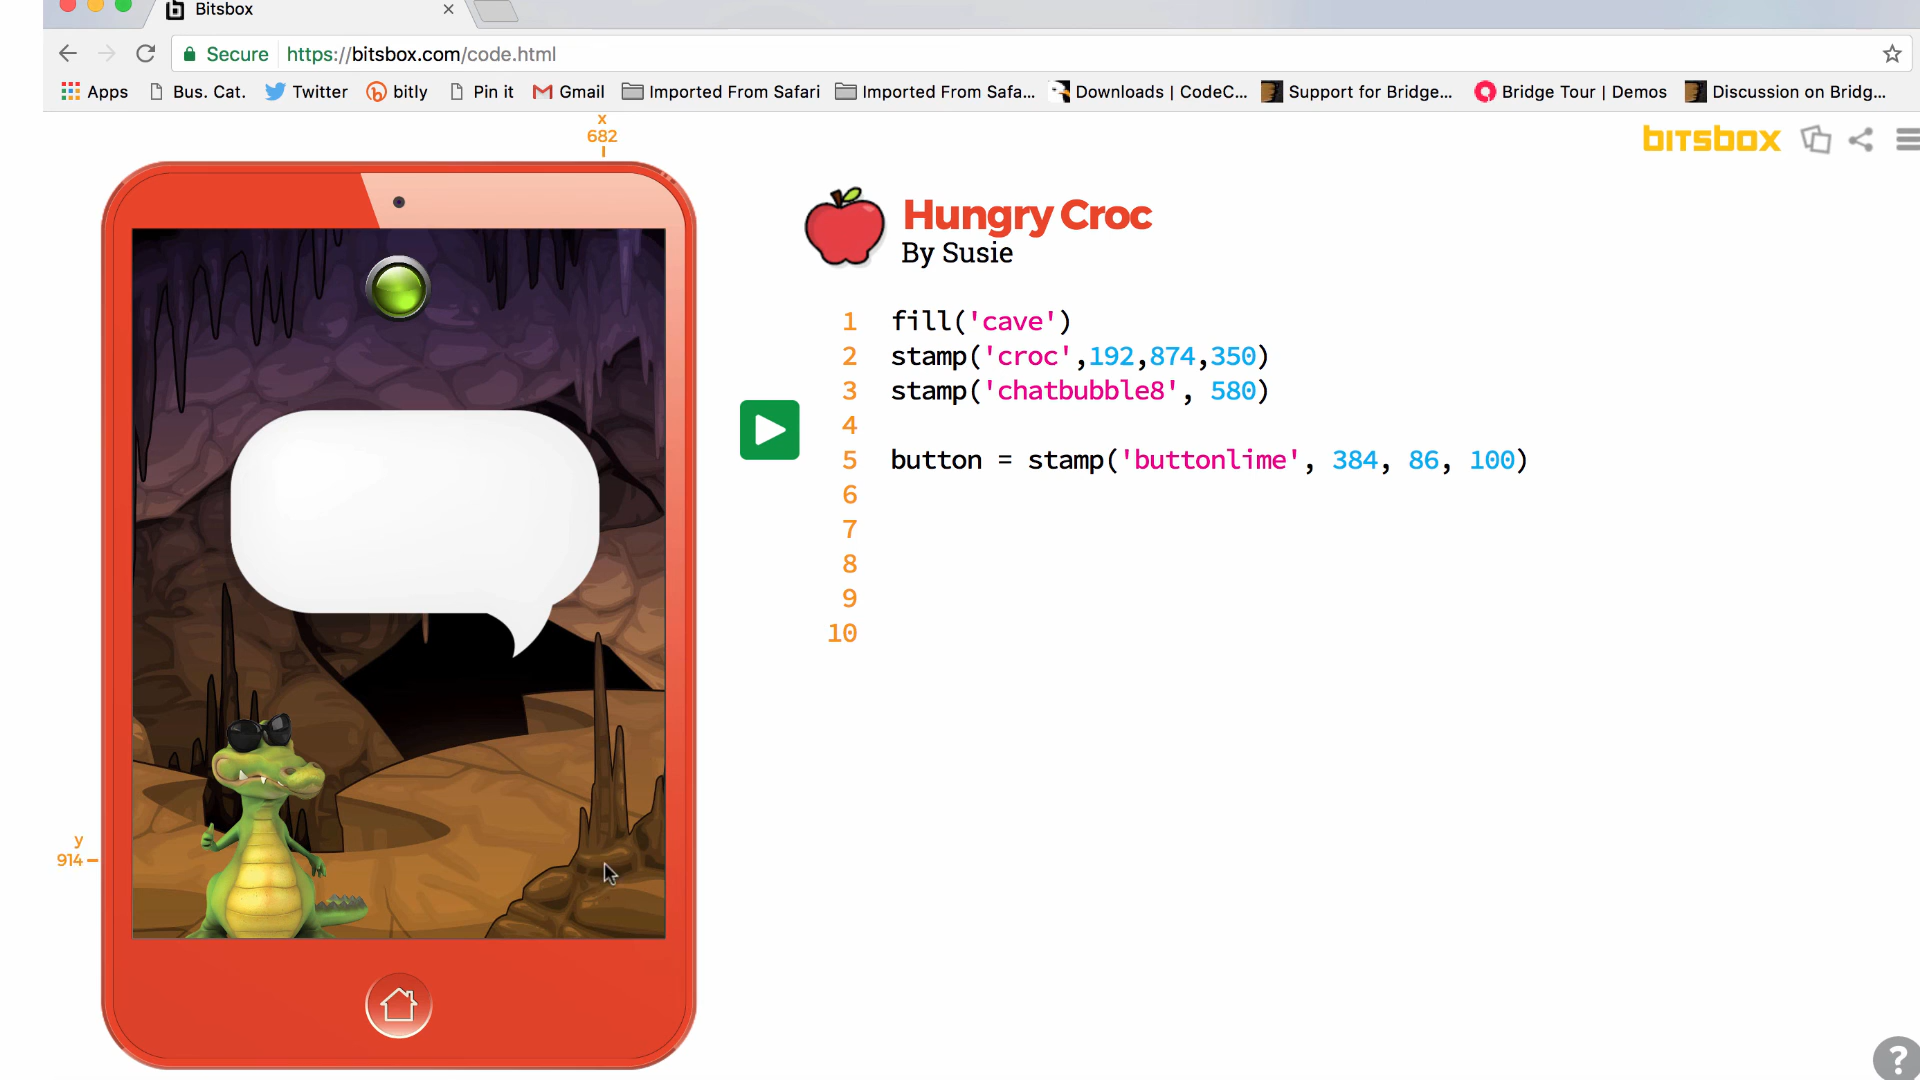 Bitsbox
Secure https://bitsbox.com/code.html
Apps Bus. Cat. Twitter bitly Pin it Gmail Imported From Safari Imported From Safa... Downloads | CodeC... Support for Bridge... Bridge Tour | Demos Discussion on Bridg...
x
682
bitsbox
Hungry Croc
By Susie
1 fill('cave')
2 stamp('croc',192,874,350)
3 stamp('chatbubble8', 580)
4
5 button = stamp('buttonlime', 384, 86, 100)
6
7
8
9
10
y
914
?